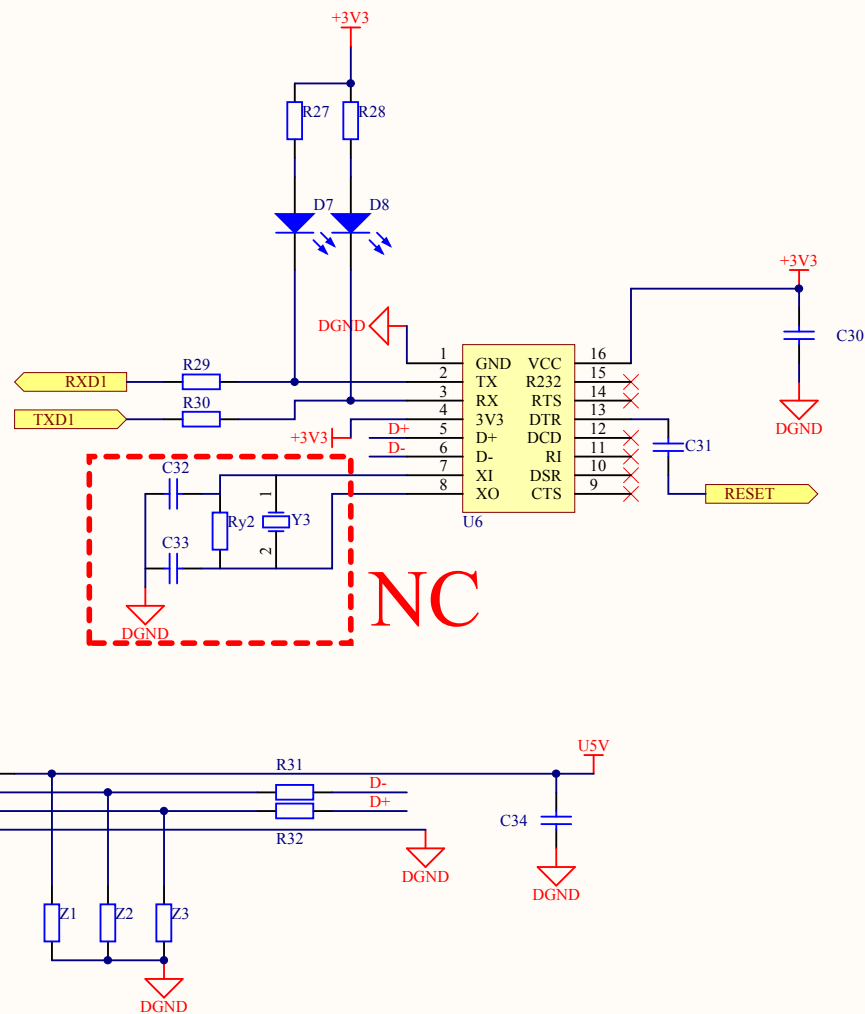 +3V3
R27
R28
D7
D8
+3V3
DGND
C30
1
GND
VCC
16
R29
RXD1
2
TX
R232
15
R30
3
RX
RTS
14
TXD1
4
3V3
DTR
13
DGND
+3V3
D+
5
D+
DCD
12
C31
D-
6
D-
RI
11
C32
7
XI
DSR
10
8
XO
CTS
9
RESET
1
Ry2
Y3
U6
C33
2
NC
DGND
U5V
R31
D-
D+
C34
R32
DGND
DGND
Z1
Z2
Z3
DGND